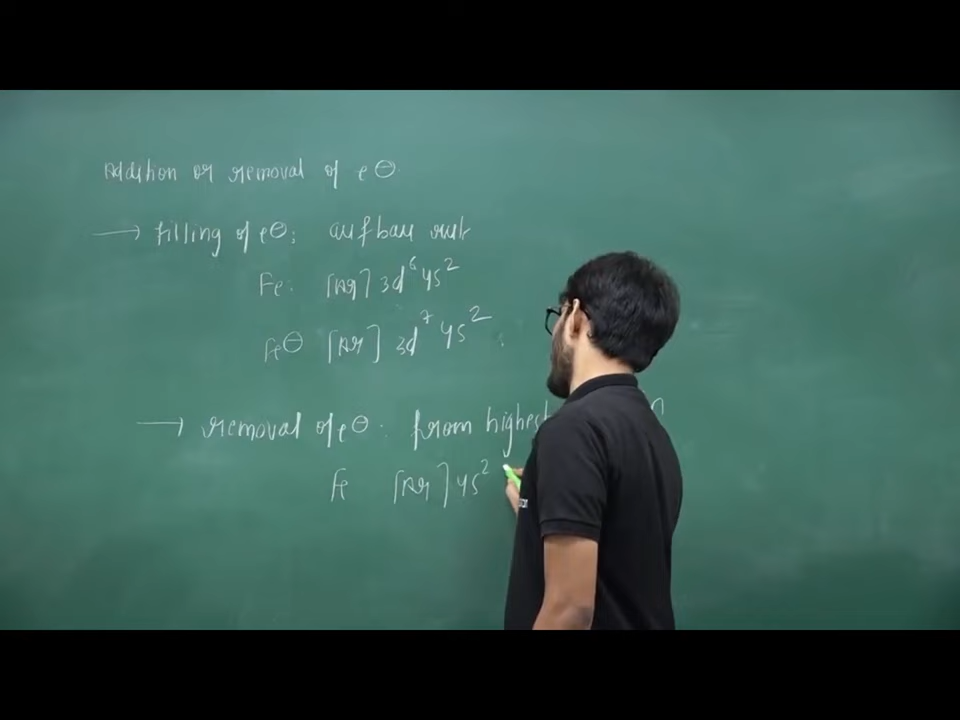 Addition or removal of e⊖
→ filling of e⊖: aufbau rule
Fe: [Ar] 3d⁶ 4s²
Fe⊖ [Ar] 3d⁷ 4s²
→ removal of e⊖: from highest n
Fe [Ar] 4s²